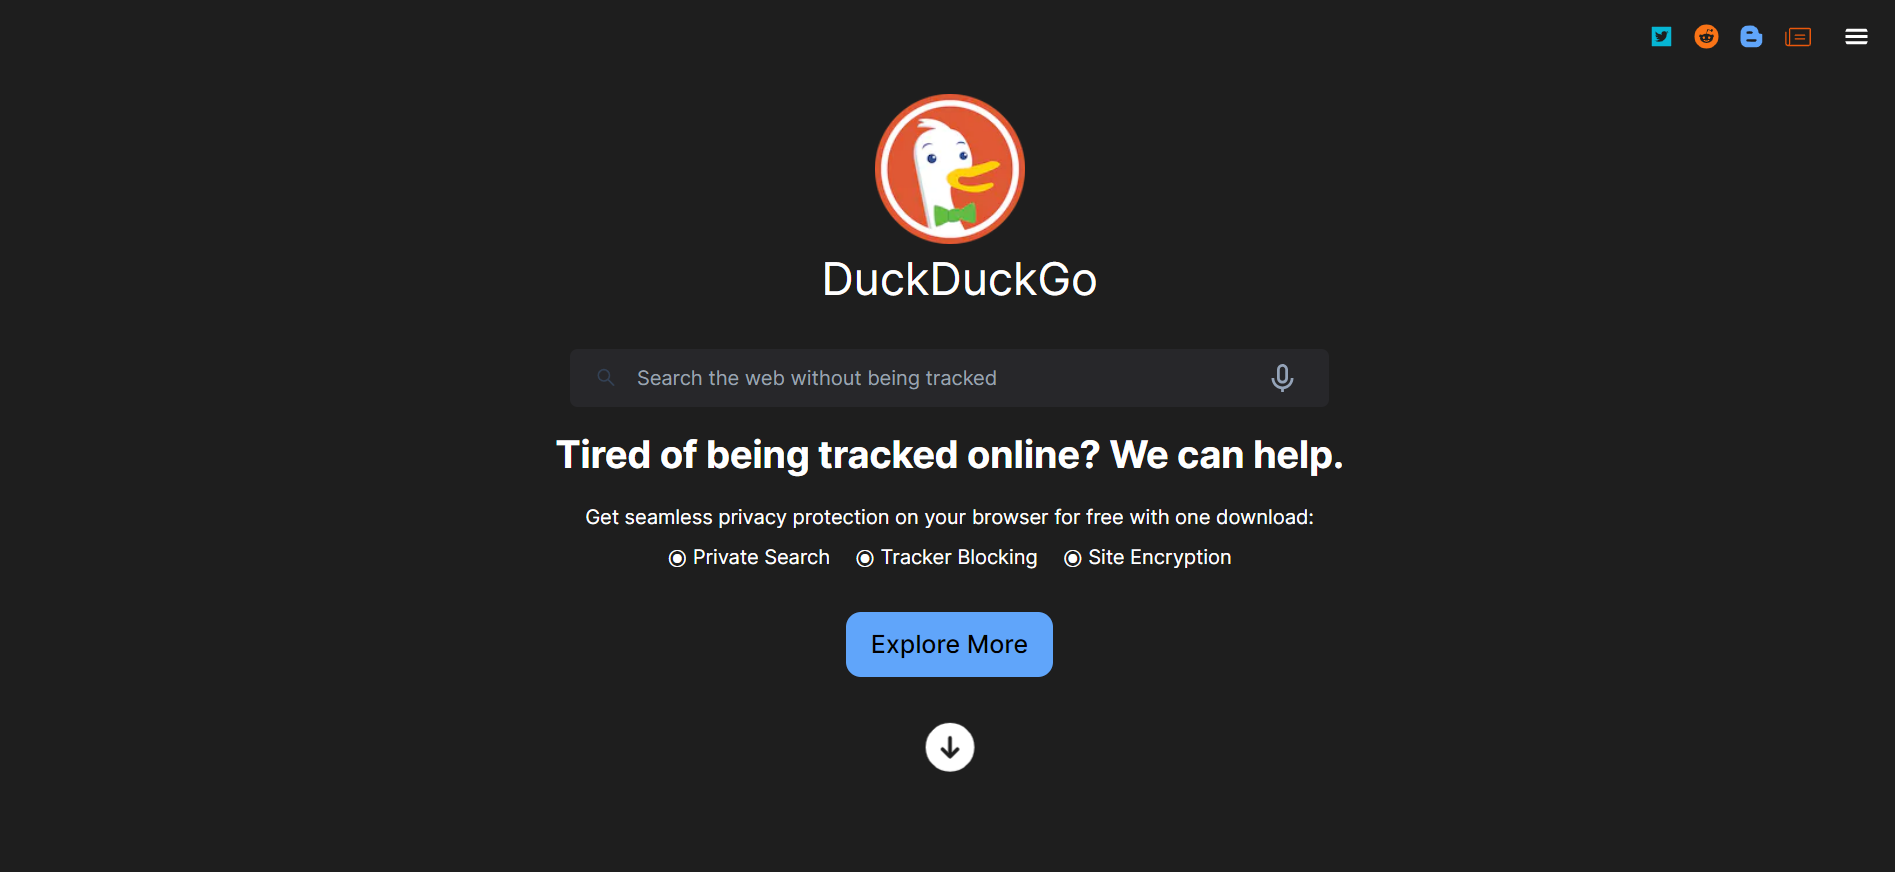 DuckDuckGo
Search the web without being tracked
Tired of being tracked online? We can help.
Get seamless privacy protection on your browser for free with one download:
Private Search Tracker Blocking Site Encryption
Explore More